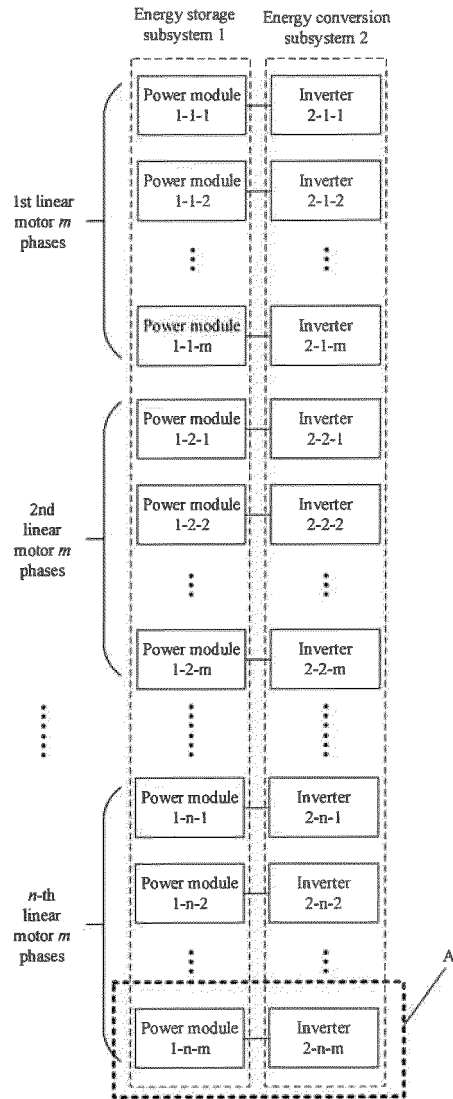 Energy storage
subsystem 1
Energy conversion
subsystem 2
1st linear
motor m
phases
Power module
1-1-1
Inverter
2-1-1
Power module
1-1-2
Inverter
2-1-2
Power module
1-1-m
Inverter
2-1-m
2nd
linear
motor m
phases
Power module
1-2-1
Inverter
2-2-1
Power module
1-2-2
Inverter
2-2-2
Power module
1-2-m
Inverter
2-2-m
n-th
linear
motor m
phases
Power module
1-n-1
Inverter
2-n-1
Power module
1-n-2
Inverter
2-n-2
A
Power module
1-n-m
Inverter
2-n-m